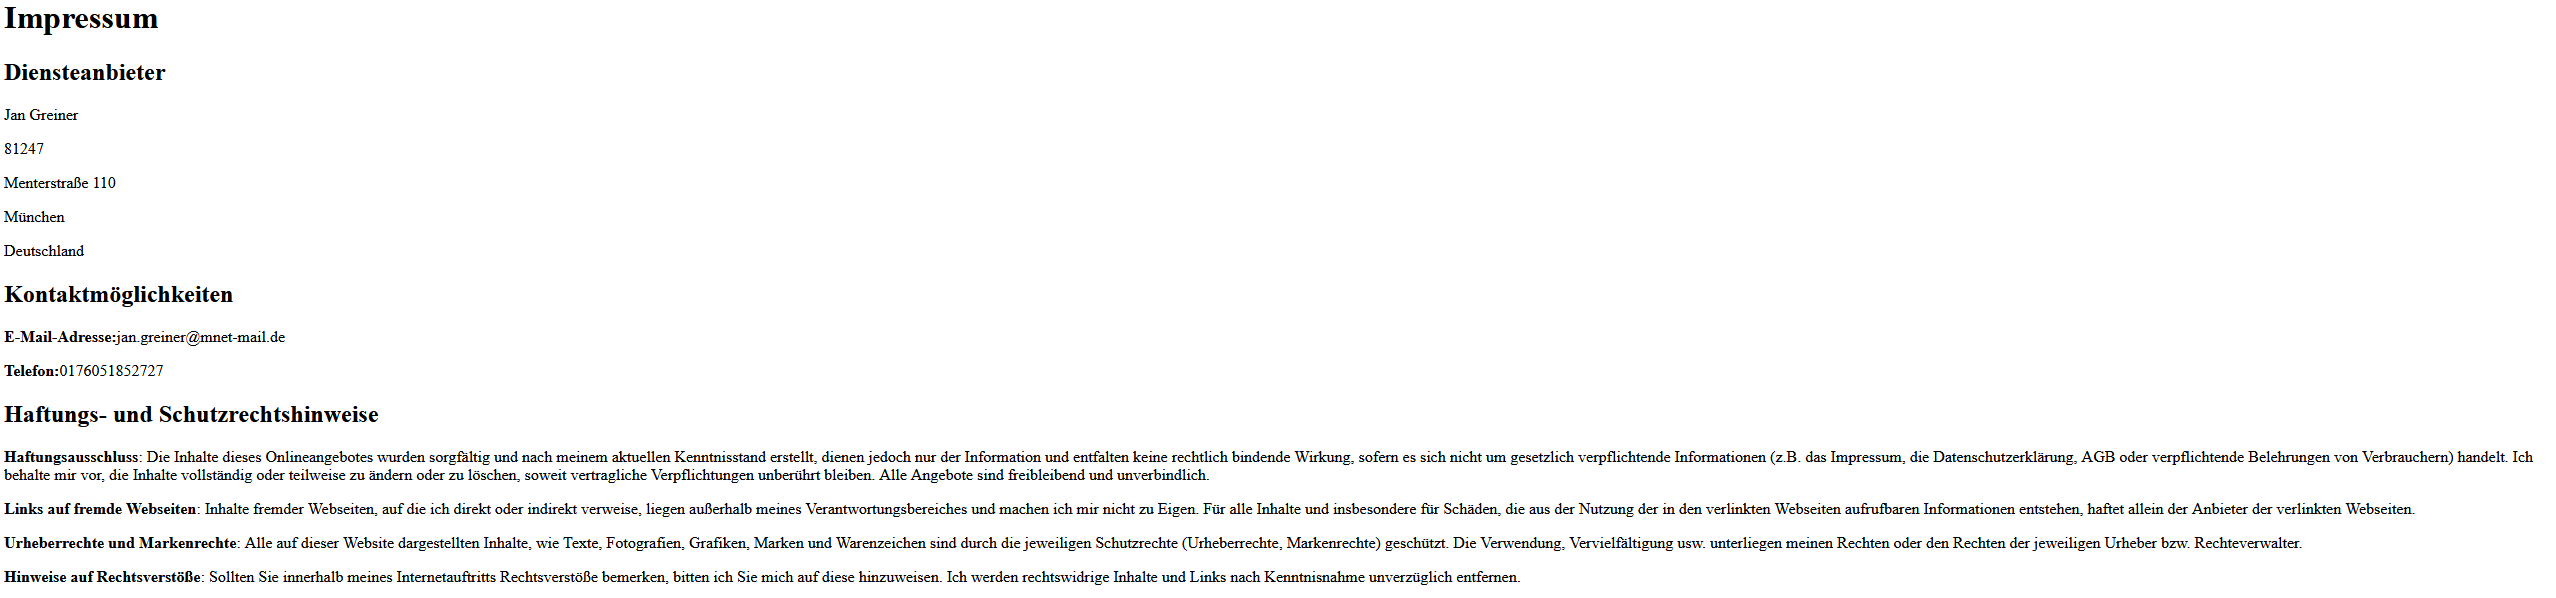 Impressum
Diensteanbieter
Jan Greiner
81247
Menterstraße 110
München
Deutschland
Kontaktmöglichkeiten
E-Mail-Adresse:jan.greiner@mnet-mail.de
Telefon:0176051852727
Haftungs- und Schutzrechtshinweise
Haftungsausschluss: Die Inhalte dieses Onlineangebotes wurden sorgfältig und nach meinem aktuellen Kenntnisstand erstellt, dienen jedoch nur der Information und entfalten keine rechtlich bindende Wirkung, sofern es sich nicht um gesetzlich verpflichtende Informationen (z.B. das Impressum, die Datenschutzerklärung, AGB oder verpflichtende Belehrungen von Verbrauchern) handelt. Ich
behalte mir vor, die Inhalte vollständig oder teilweise zu ändern oder zu löschen, soweit vertragliche Verpflichtungen unberührt bleiben. Alle Angebote sind freibleibend und unverbindlich.
Links auf fremde Webseiten: Inhalte fremder Webseiten, auf die ich direkt oder indirekt verweise, liegen außerhalb meines Verantwortungsbereiches und machen ich mir nicht zu Eigen. Für alle Inhalte und insbesondere für Schäden, die aus der Nutzung der in den verlinkten Webseiten aufrufbaren Informationen entstehen, haftet allein der Anbieter der verlinkten Webseiten.
Urheberrechte und Markenrechte: Alle auf dieser Website dargestellten Inhalte, wie Texte, Fotografien, Grafiken, Marken und Warenzeichen sind durch die jeweiligen Schutzrechte (Urheberrechte, Markenrechte) geschützt. Die Verwendung, Vervielfältigung usw. unterliegen meinen Rechten oder den Rechten der jeweiligen Urheber bzw. Rechteverwalter.
Hinweise auf Rechtsverstöße: Sollten Sie innerhalb meines Internetauftritts Rechtsverstöße bemerken, bitten ich Sie mich auf diese hinzuweisen. Ich werden rechtswidrige Inhalte und Links nach Kenntnisnahme unverzüglich entfernen.